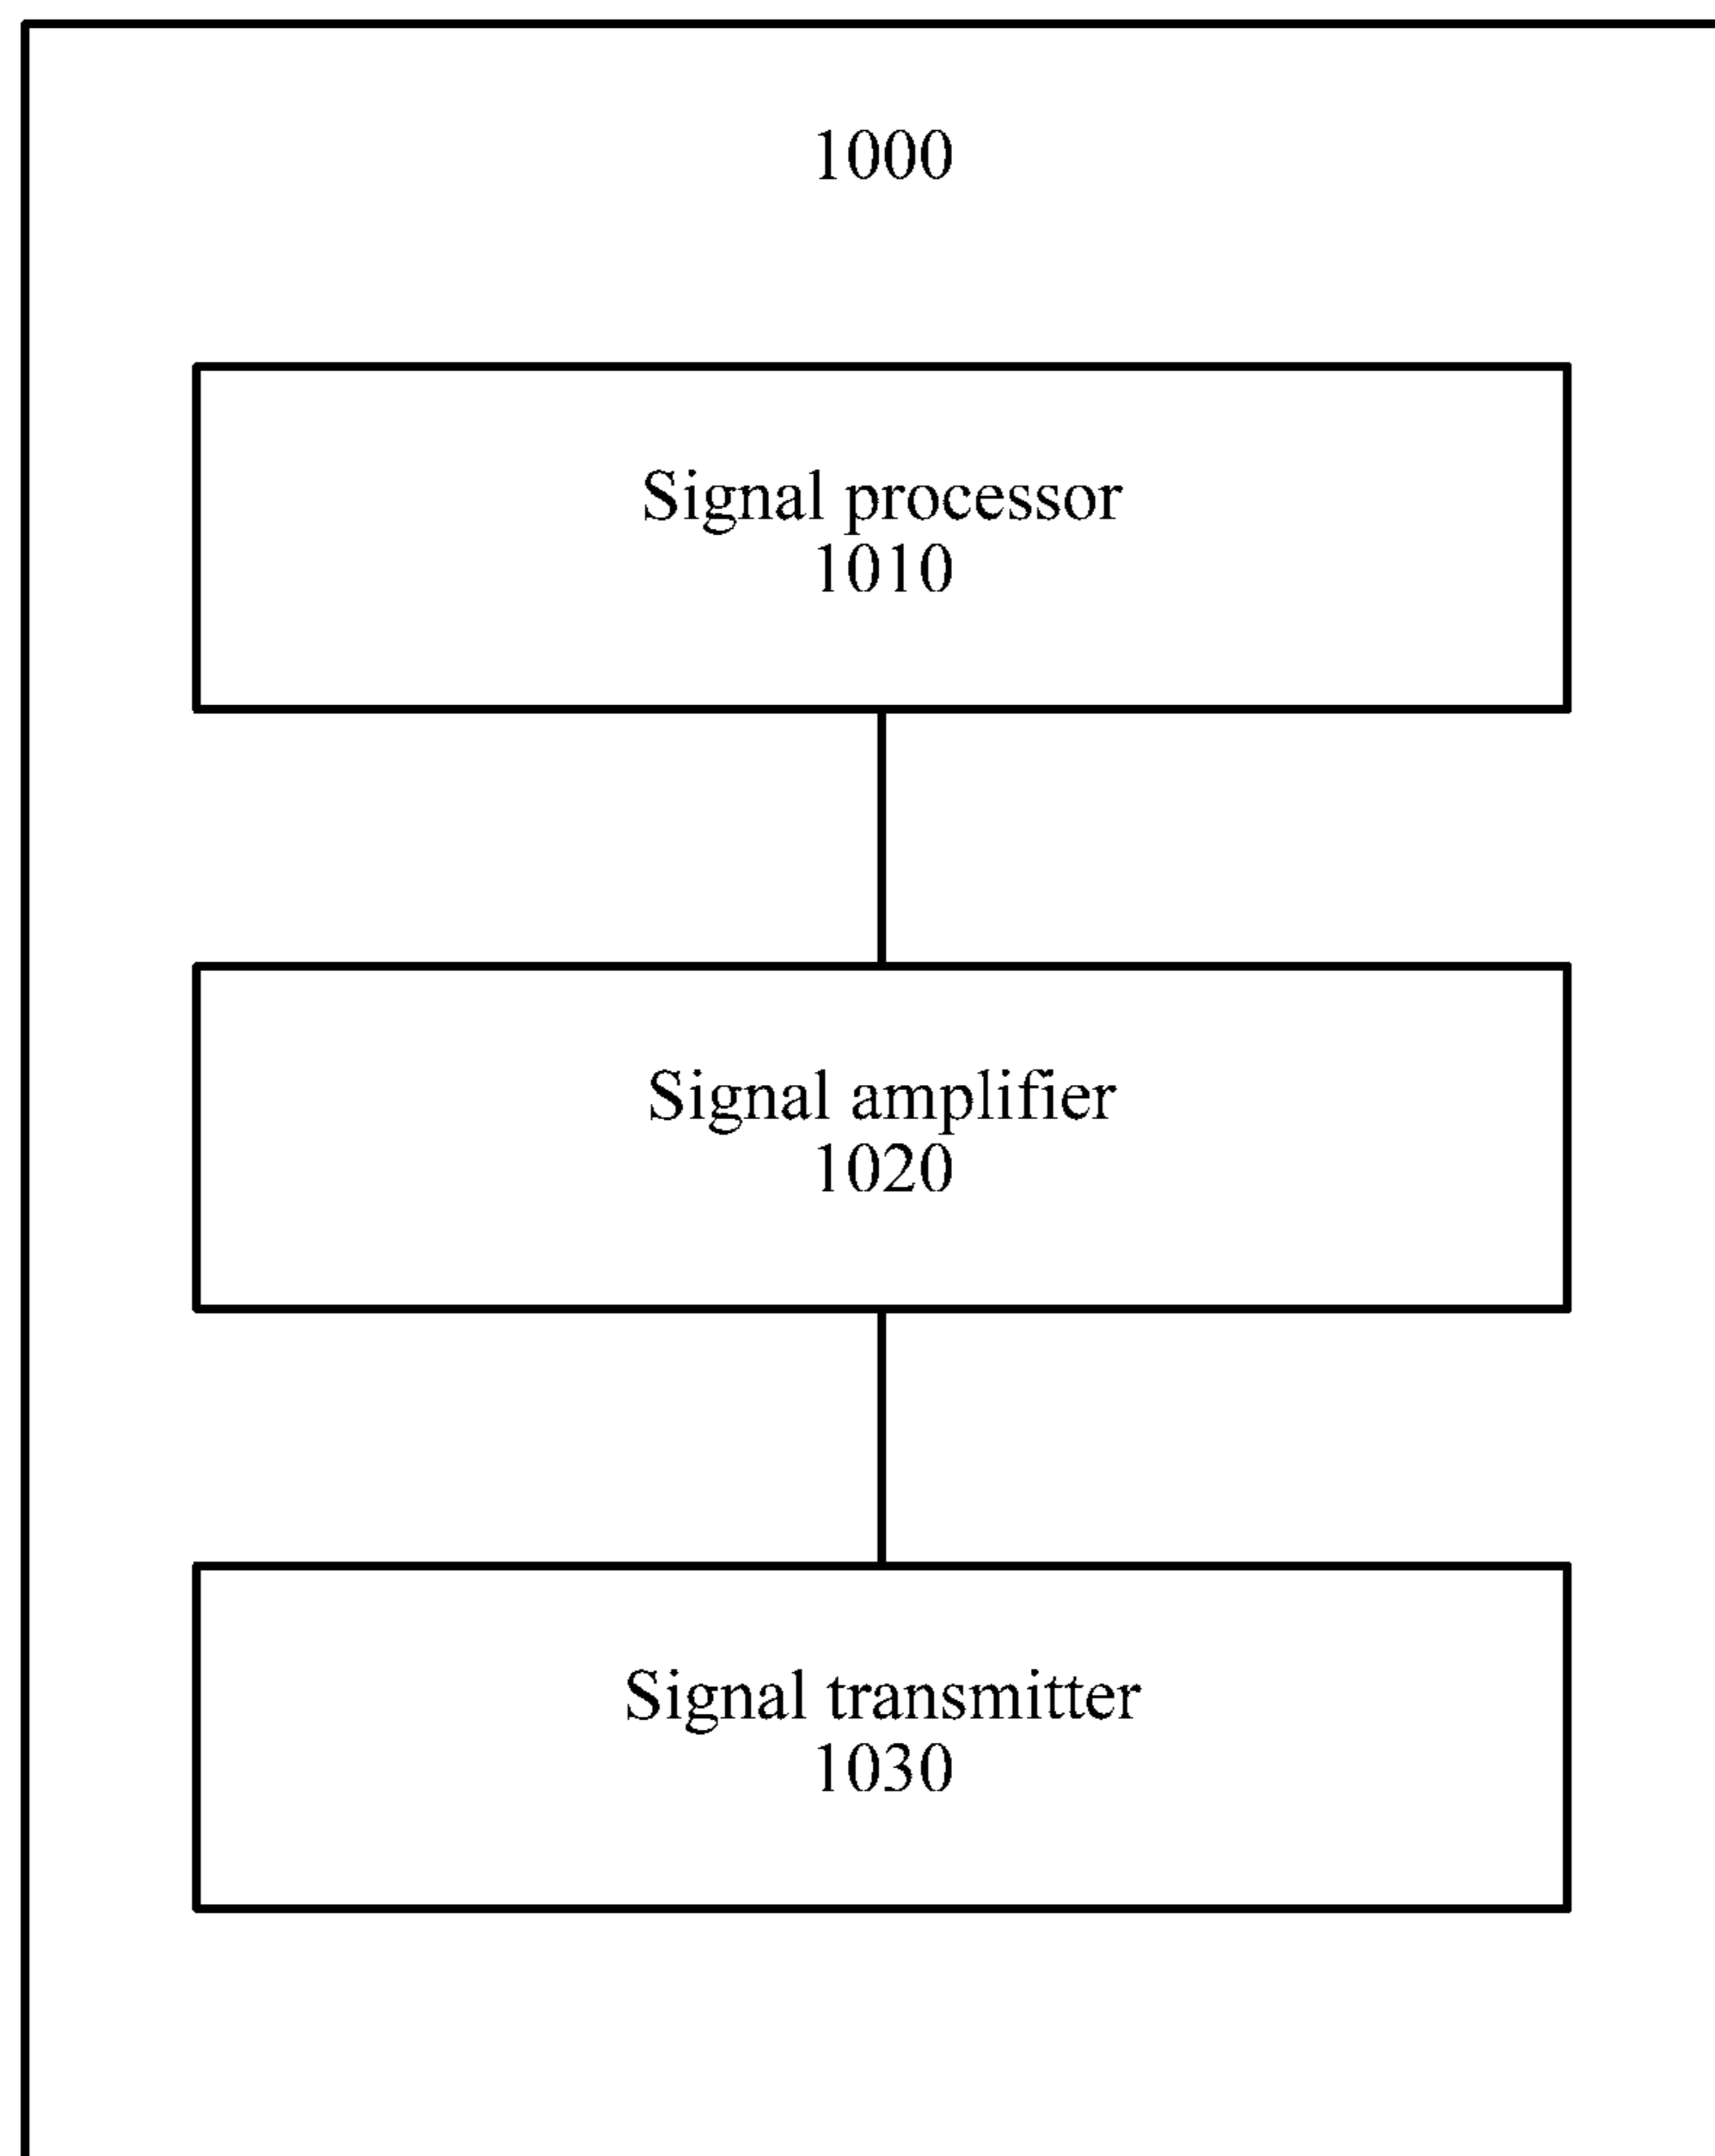 1000
Signal processor
1010
Signal amplifier
1020
Signal transmitter
1030